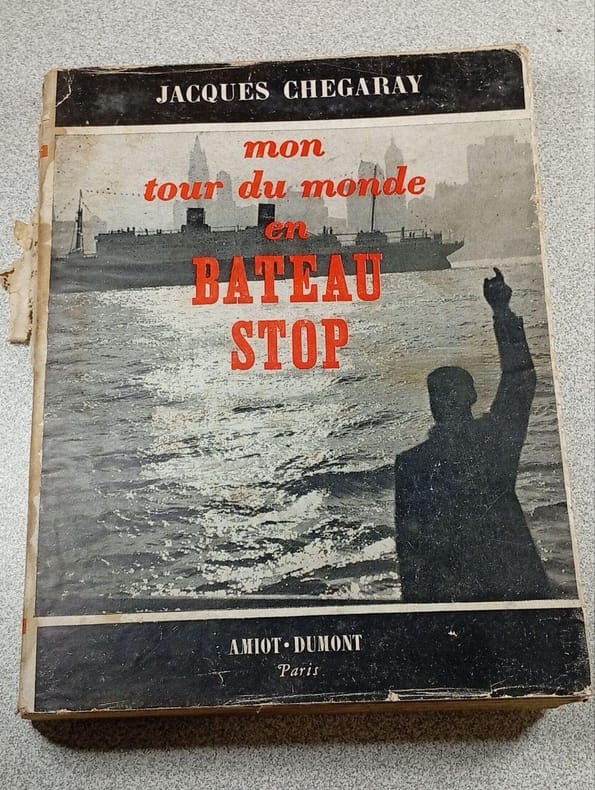 JACQUES CHEGARAY
mon
tour du monde
en
BATEAU
STOP
AMIOT • DUMONT
Paris